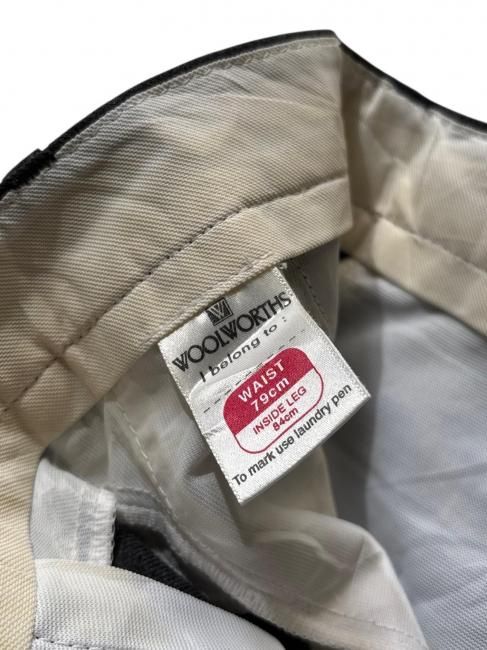 W
WOOLWORTHS
I belong to :
WAIST
79cm
INSIDE LEG
84cm
To mark use laundry pen